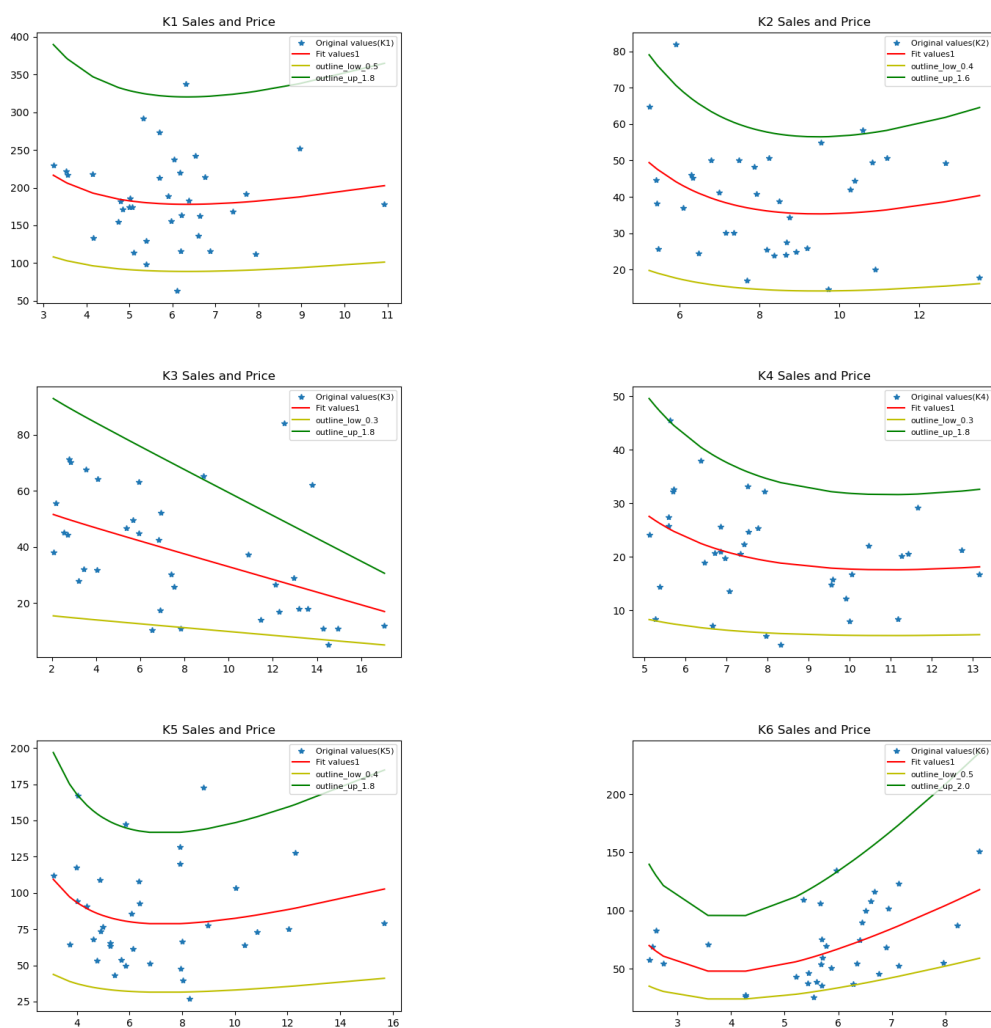 K1 Sales and Price
400
350
300
250
200
150
100
50
3 4 5 6 7 8 9 10 11
Original values(K1)
Fit values1
outline_low_0.5
outline_up_1.8
K2 Sales and Price
80
70
60
50
40
30
20
6 8 10 12
Original values(K2)
Fit values1
outline_low_0.4
outline_up_1.6
K3 Sales and Price
80
60
40
20
2 4 6 8 10 12 14 16
Original values(K3)
Fit values1
outline_low_0.3
outline_up_1.8
K4 Sales and Price
50
40
30
20
10
5 6 7 8 9 10 11 12 13
Original values(K4)
Fit values1
outline_low_0.3
outline_up_1.8
K5 Sales and Price
200
175
150
125
100
75
50
25
4 6 8 10 12 14 16
Original values(K5)
Fit values1
outline_low_0.4
outline_up_1.8
K6 Sales and Price
200
150
100
50
3 4 5 6 7 8
Original values(K6)
Fit values1
outline_low_0.5
outline_up_2.0